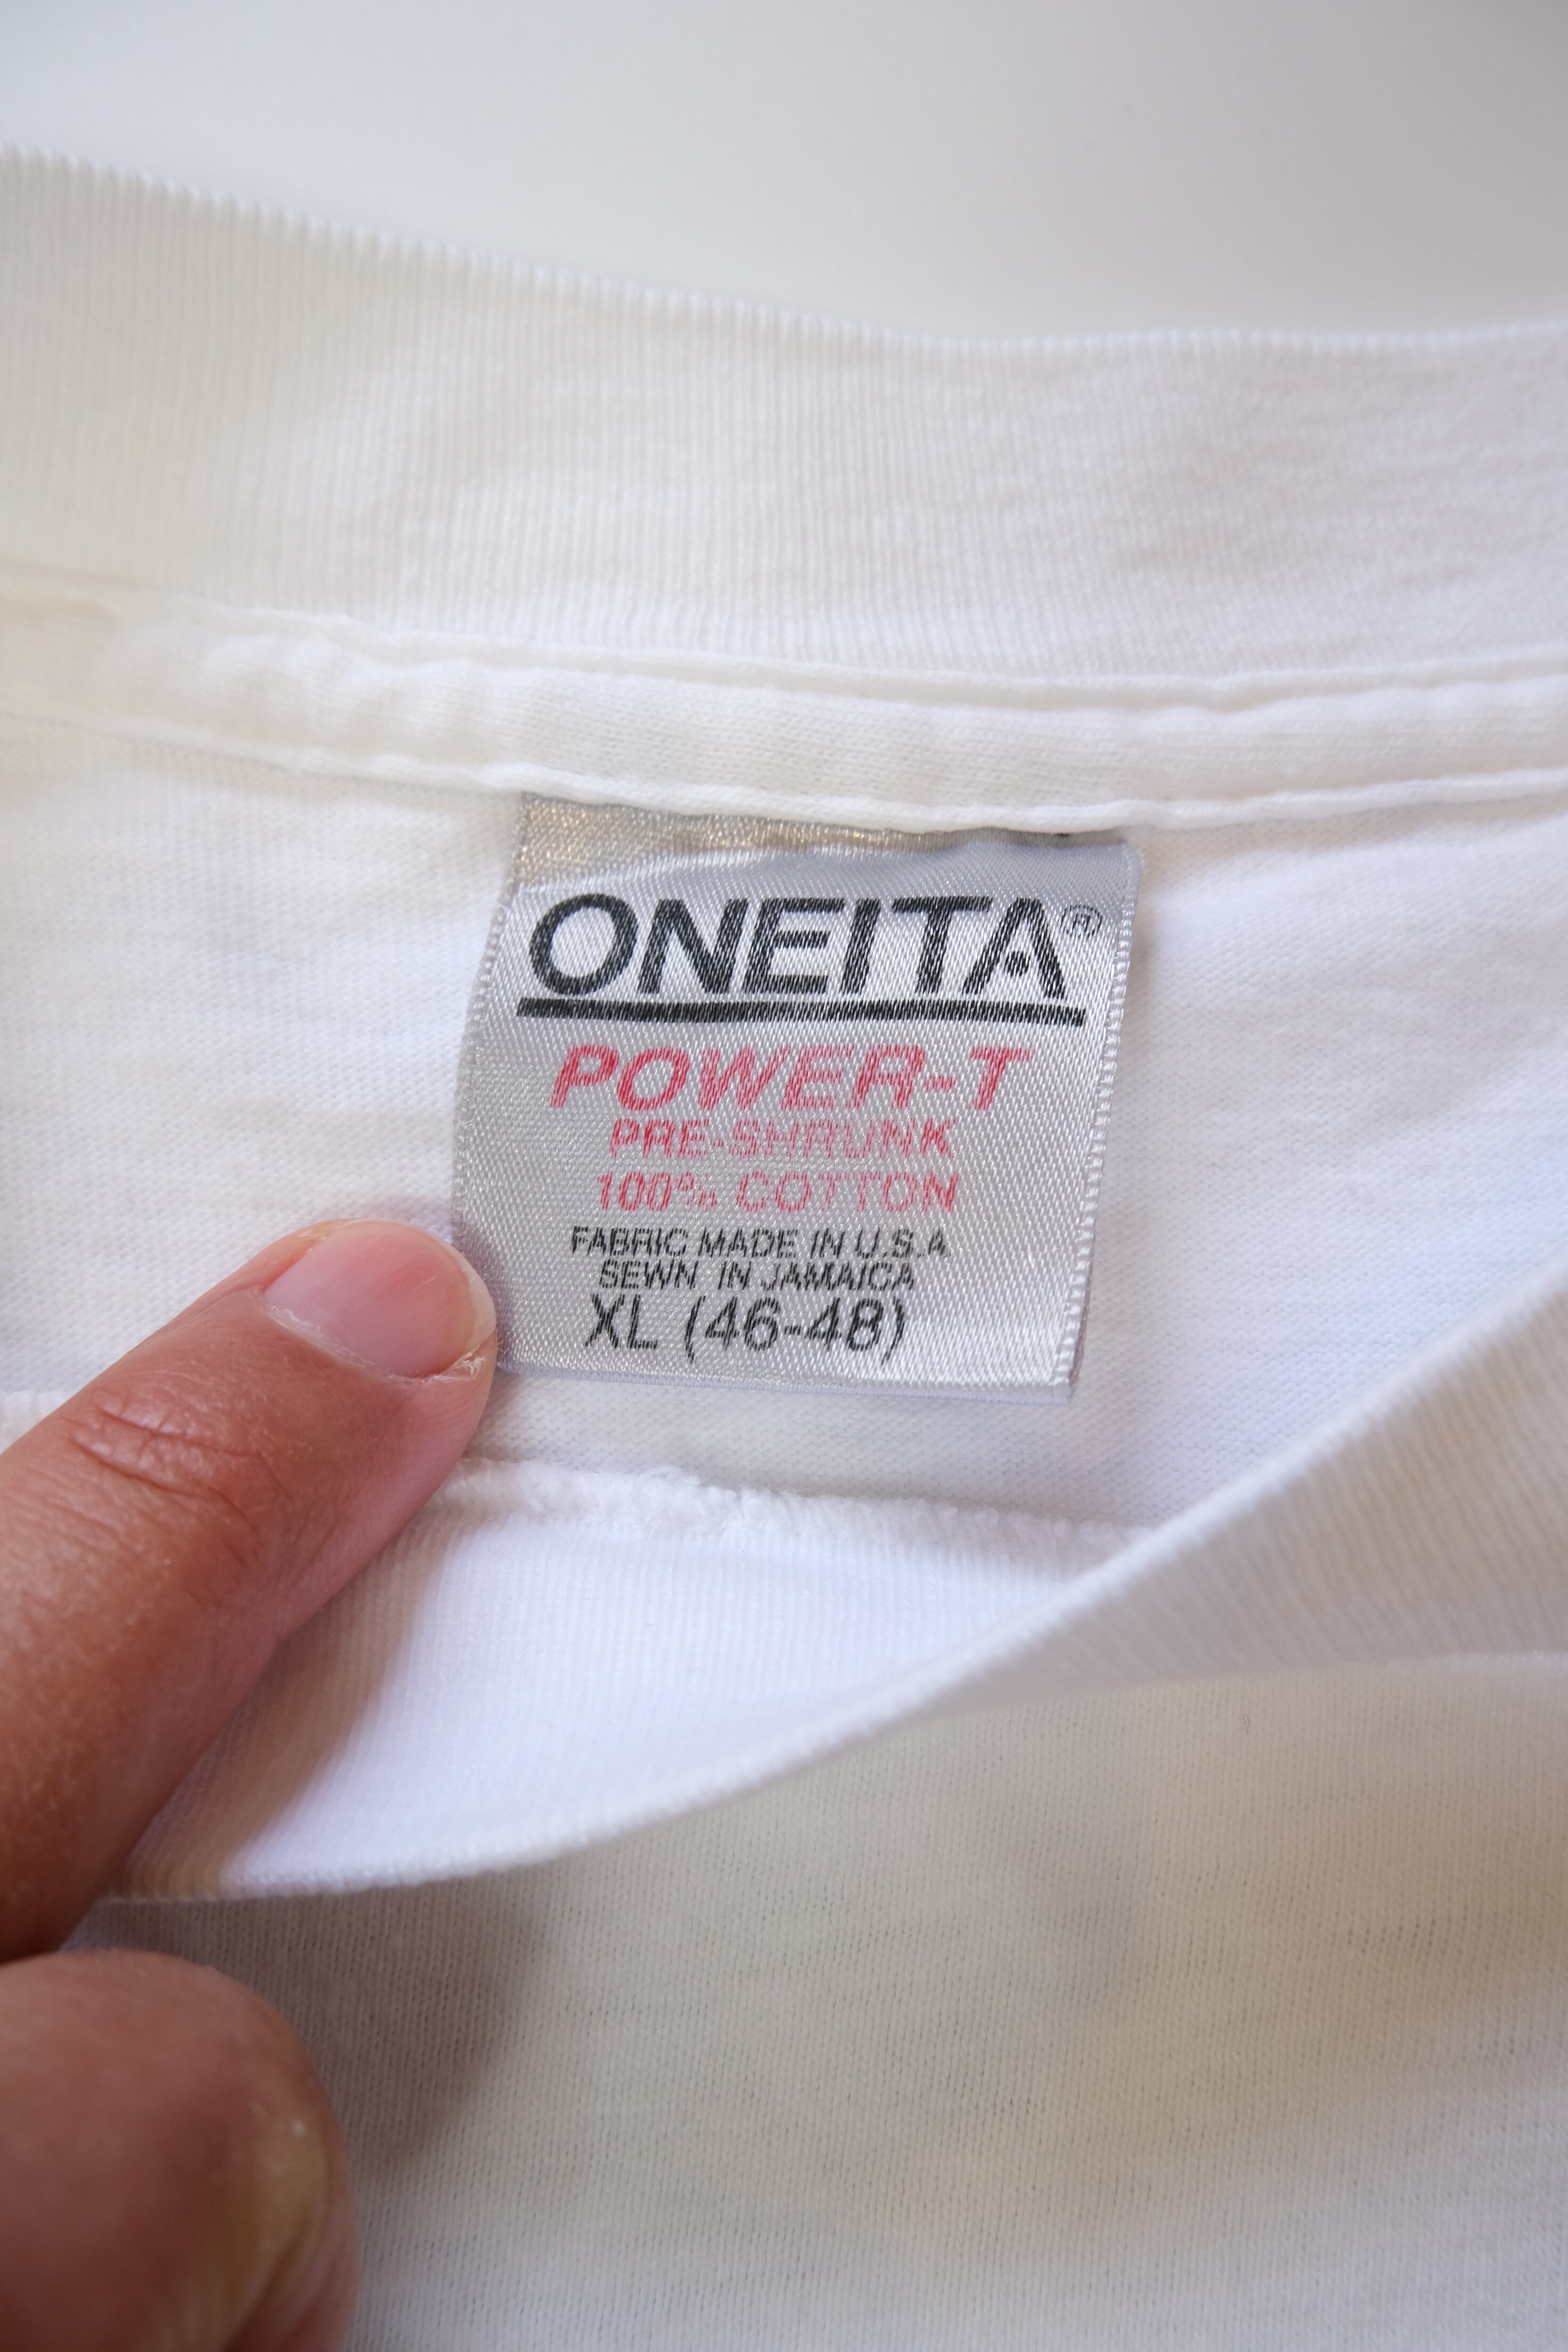 ONEITA®
POWER-T
PRE-SHRUNK
100% COTTON
FABRIC MADE IN U.S.A
SEWN IN JAMAICA
XL (46-48)